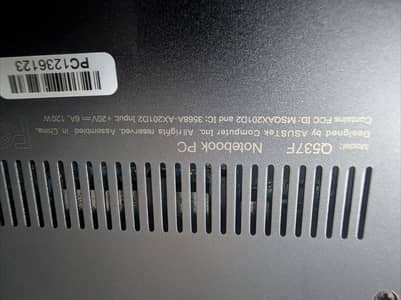 Model: Q537F Notebook PC
Designed by ASUSTek Computer Inc. All rights reserved. Assembled in China.
Contains FCC ID: MSQAX201D2 and IC: 3568A-AX201D2 Input: +20V⎓6A, 120W
PC1236123